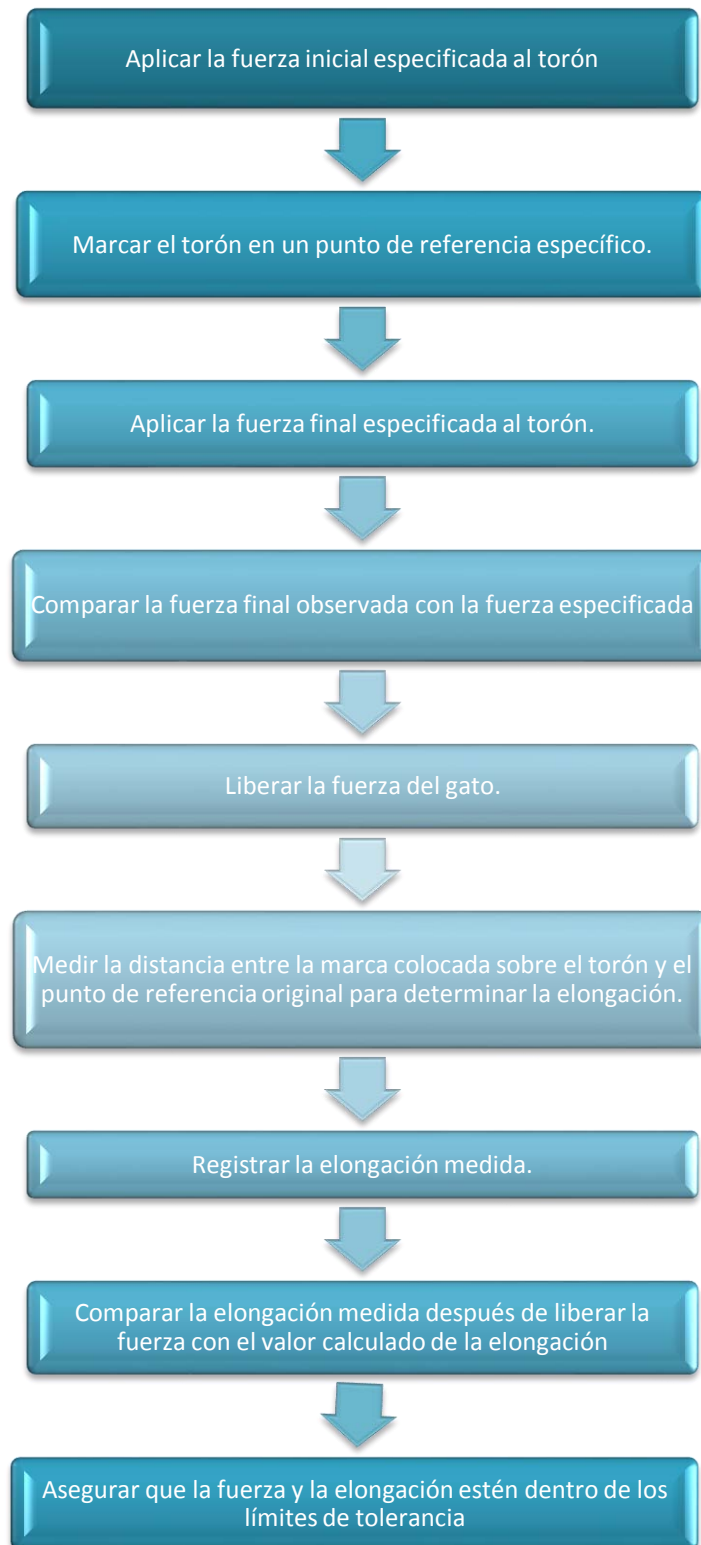 Aplicar la fuerza inicial especificada al torón
Marcar el torón en un punto de referencia específico.
Aplicar la fuerza final especificada al torón.
Comparar la fuerza final observada con la fuerza especificada
Liberar la fuerza del gato.
Medir la distancia entre la marca colocada sobre el torón y el
punto de referencia original para determinar la elongación.
Registrar la elongación medida.
Comparar la elongación medida después de liberar la
fuerza con el valor calculado de la elongación
Asegurar que la fuerza y la elongación estén dentro de los
límites de tolerancia